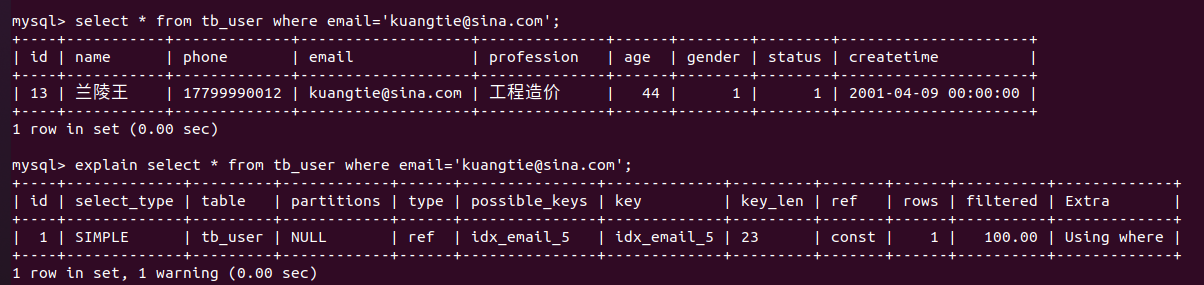 mysql> select * from tb_user where email='kuangtie@sina.com';
+----+-----------+-------------+-------------------+--------------+------+--------+--------+---------------------+
| id | name      | phone       | email             | profession   | age  | gender | status | createtime          |
+----+-----------+-------------+-------------------+--------------+------+--------+--------+---------------------+
| 13 | 兰陵王    | 17799990012 | kuangtie@sina.com | 工程造价     |   44 |      1 |      1 | 2001-04-09 00:00:00 |
+----+-----------+-------------+-------------------+--------------+------+--------+--------+---------------------+
1 row in set (0.00 sec)
mysql> explain select * from tb_user where email='kuangtie@sina.com';
+----+-------------+---------+------------+------+---------------+-------------+---------+-------+------+----------+-------------+
| id | select_type | table   | partitions | type | possible_keys | key         | key_len | ref   | rows | filtered | Extra       |
+----+-------------+---------+------------+------+---------------+-------------+---------+-------+------+----------+-------------+
|  1 | SIMPLE      | tb_user | NULL       | ref  | idx_email_5   | idx_email_5 | 23      | const |    1 |   100.00 | Using where |
+----+-------------+---------+------------+------+---------------+-------------+---------+-------+------+----------+-------------+
1 row in set, 1 warning (0.00 sec)